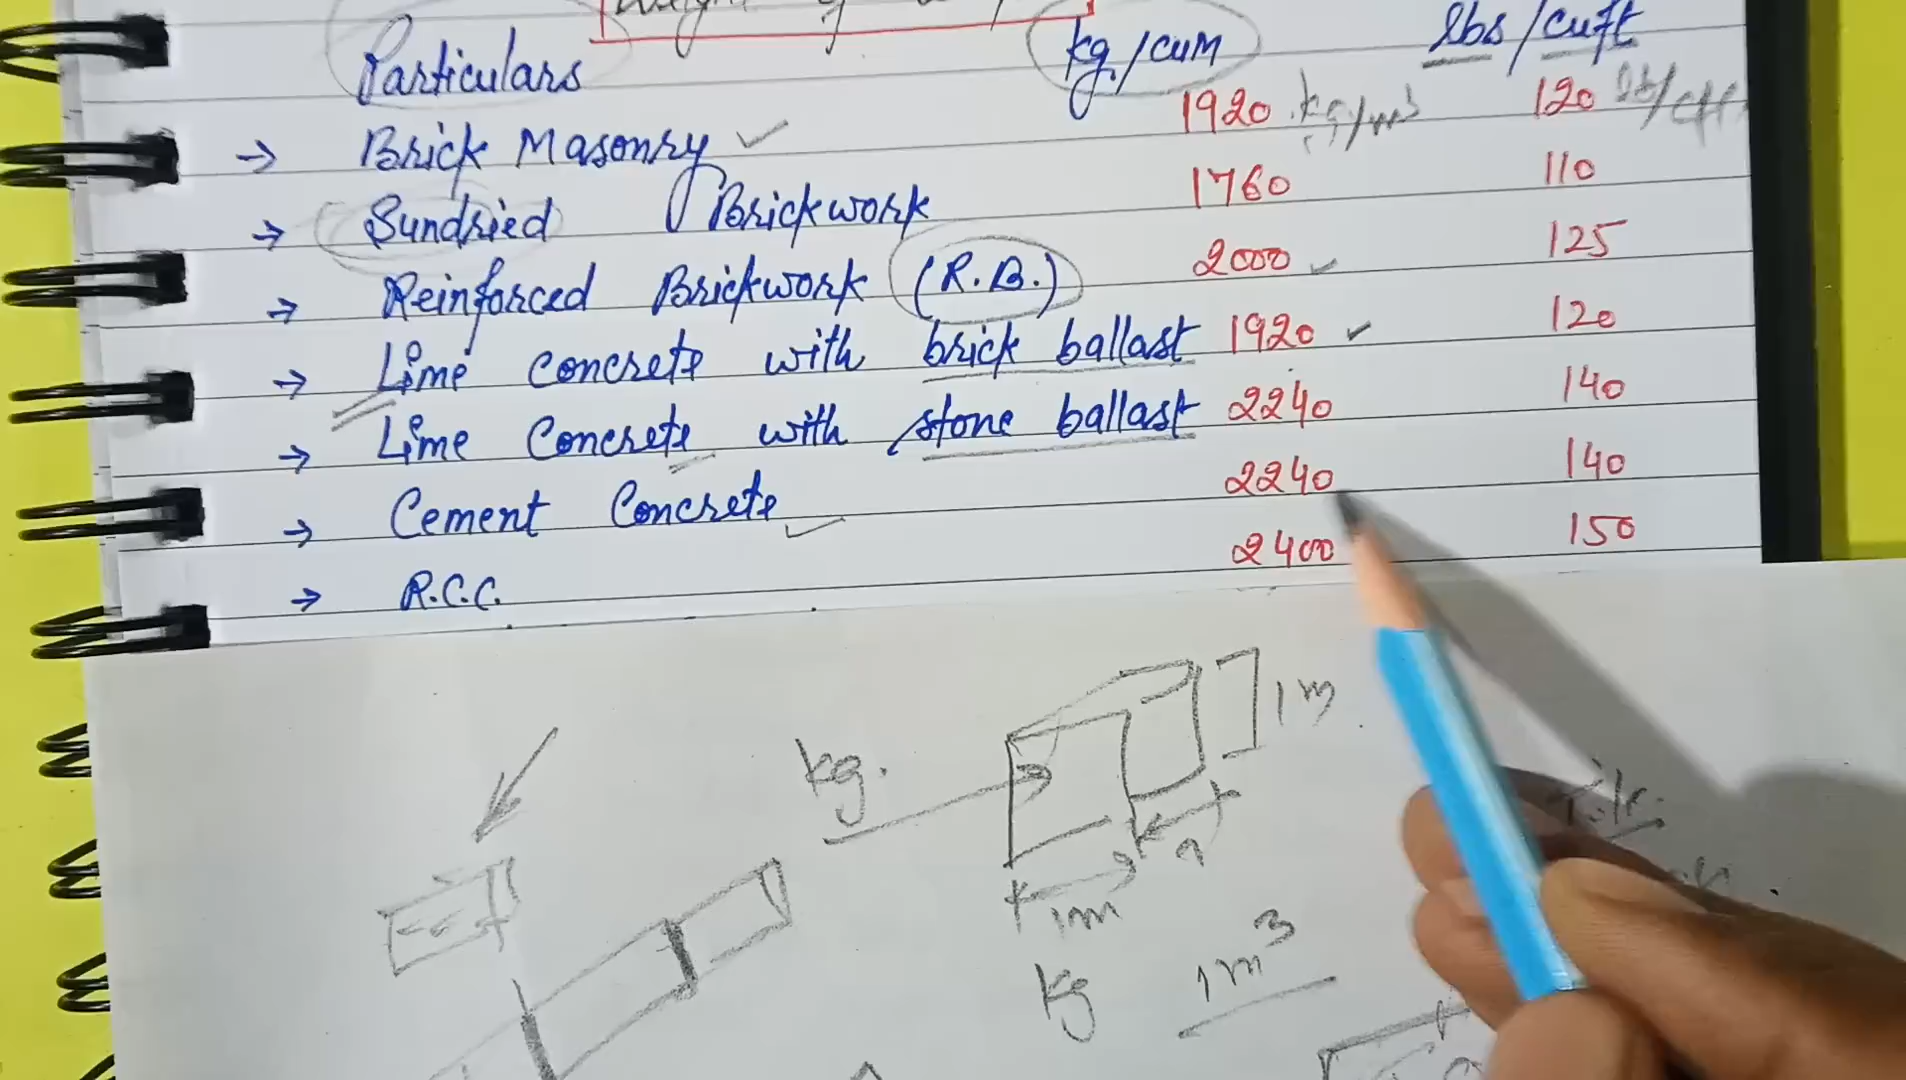 Particulars kg/cum lbs/cuft
→ Brick Masonry 1920 kg/m³ 120
→ Sundried Brickwork 1760 110
→ Reinforced Brickwork (R.B.) 2000 125
→ Lime concrete with brick ballast 1920 120
→ Lime Concrete with stone ballast 2240 140
→ Cement Concrete 2240 140
→ R.C.C. 2400 150
1m
kg.
1m
kg 1m³